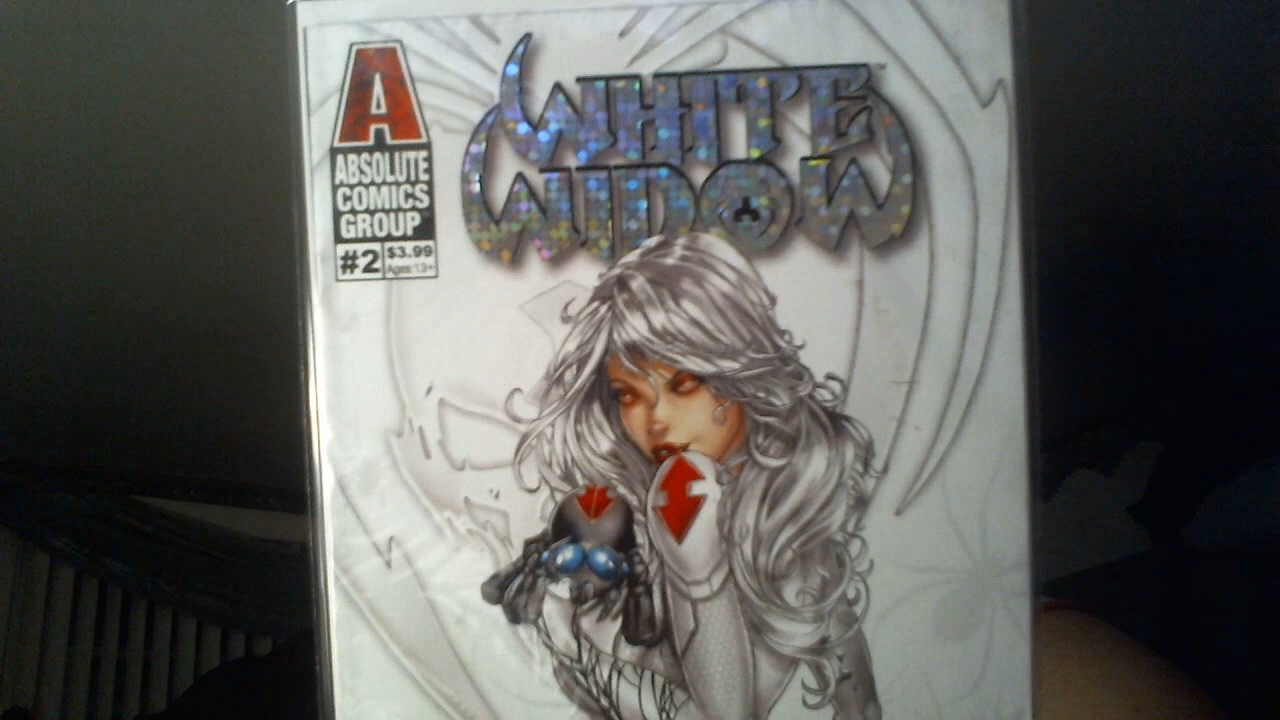 A
ABSOLUTE
COMICS
GROUP
#2 $3.99
Ages: 13+
WHITE
WIDOW